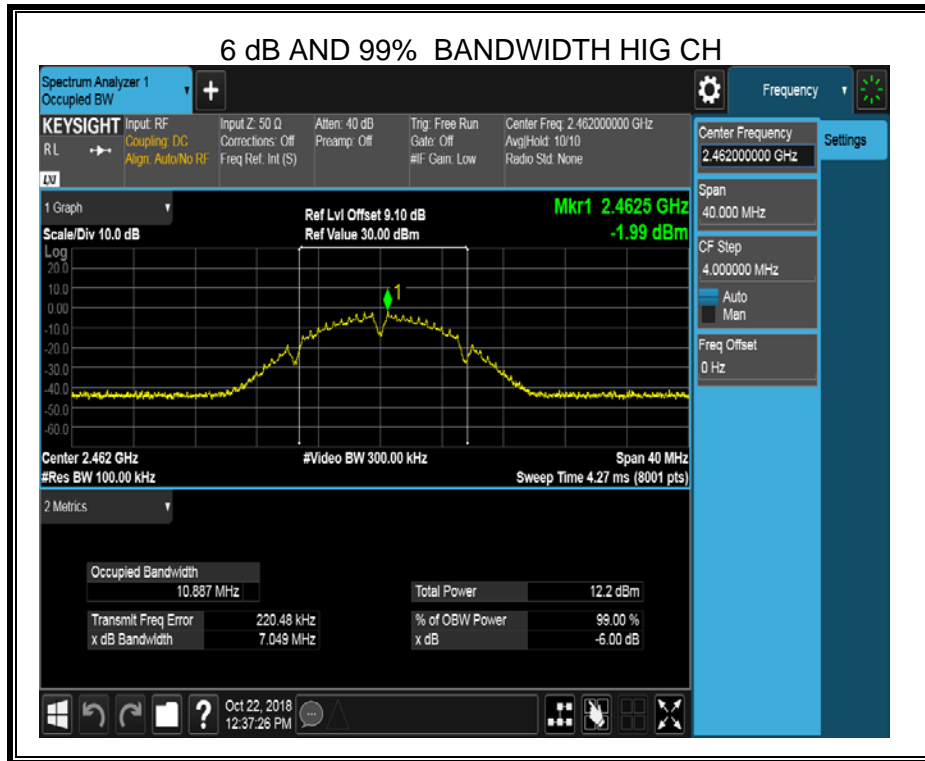 6 dB AND 99%  BANDWIDTH HIG CH
Spectrum Analyzer 1
Occupied BW
+
Frequency
KEYSIGHT
RL
LXI
Input: RF
Coupling: DC
Align: Auto/No RF
Input Z: 50 Ω
Corrections: Off
Freq Ref: Int (S)
Atten: 40 dB
Preamp: Off
Trig: Free Run
Gate: Off
#IF Gain: Low
Center Freq: 2.462000000 GHz
Avg|Hold: 10/10
Radio Std: None
Center Frequency
2.462000000 GHz
Settings
Span
40.000 MHz
CF Step
4.000000 MHz
Auto
Man
Freq Offset
0 Hz
1 Graph
Scale/Div 10.0 dB
Ref Lvl Offset 9.10 dB
Ref Value 30.00 dBm
Mkr1 2.4625 GHz
-1.99 dBm
Log
20.0
10.0
0.00
-10.0
-20.0
-30.0
-40.0
-50.0
-60.0
1
Center 2.462 GHz
#Res BW 100.00 kHz
#Video BW 300.00 kHz
Span 40 MHz
Sweep Time 4.27 ms (8001 pts)
2 Metrics
Occupied Bandwidth
10.887 MHz
Total Power 12.2 dBm
Transmit Freq Error 220.48 kHz
% of OBW Power 99.00 %
x dB Bandwidth 7.049 MHz
x dB -6.00 dB
?
Oct 22, 2018
12:37:26 PM